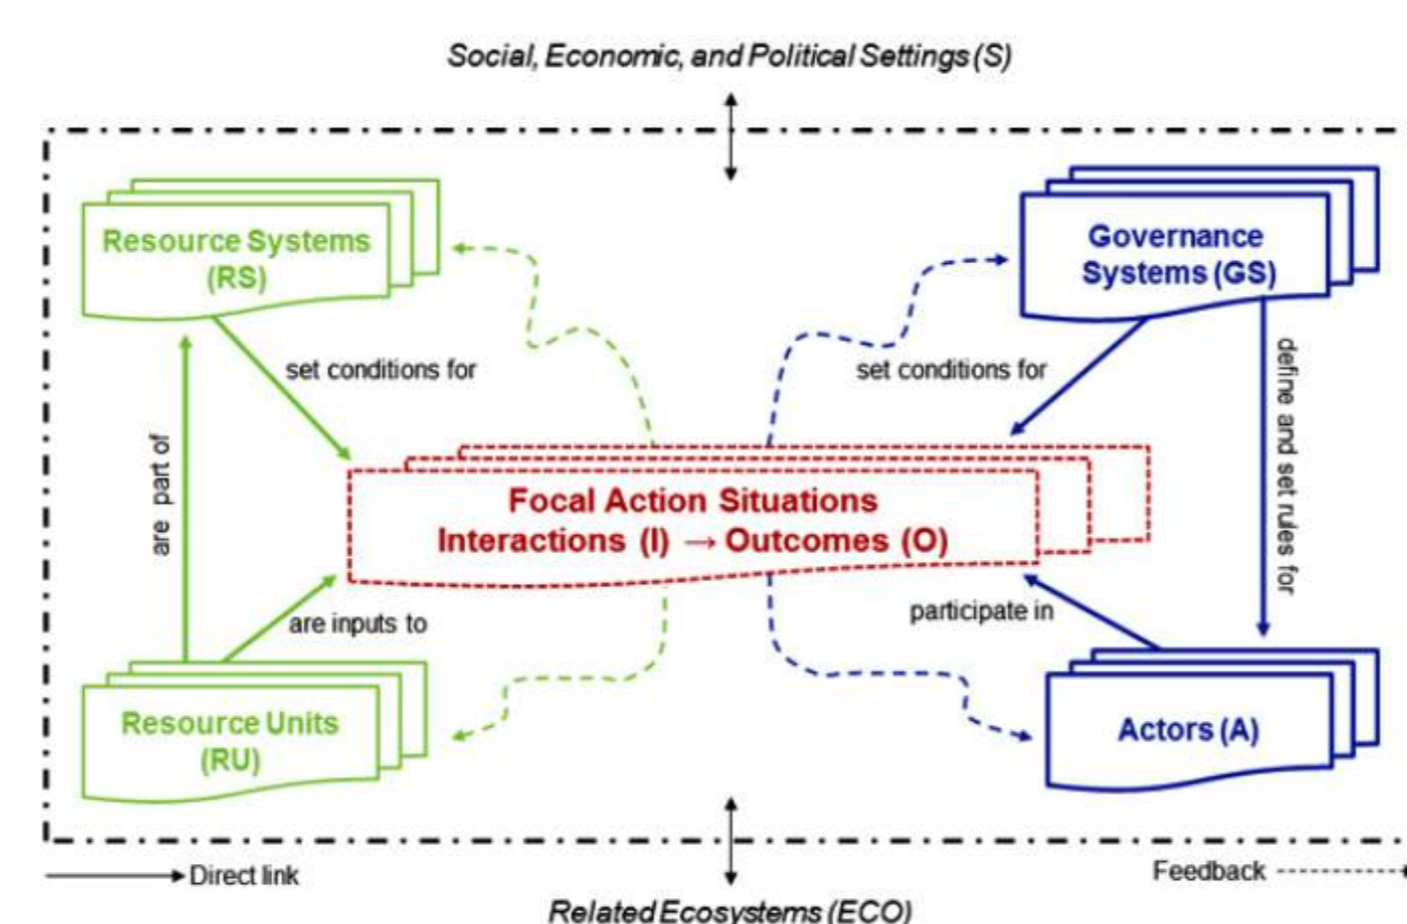 Social, Economic, and Political Settings (S)
Resource Systems
(RS)
Governance
Systems (GS)
set conditions for
set conditions for
are part of
define and set rules for
Focal Action Situations
Interactions (I) → Outcomes (O)
are inputs to
participate in
Resource Units
(RU)
Actors (A)
Direct link
Feedback
Related Ecosystems (ECO)